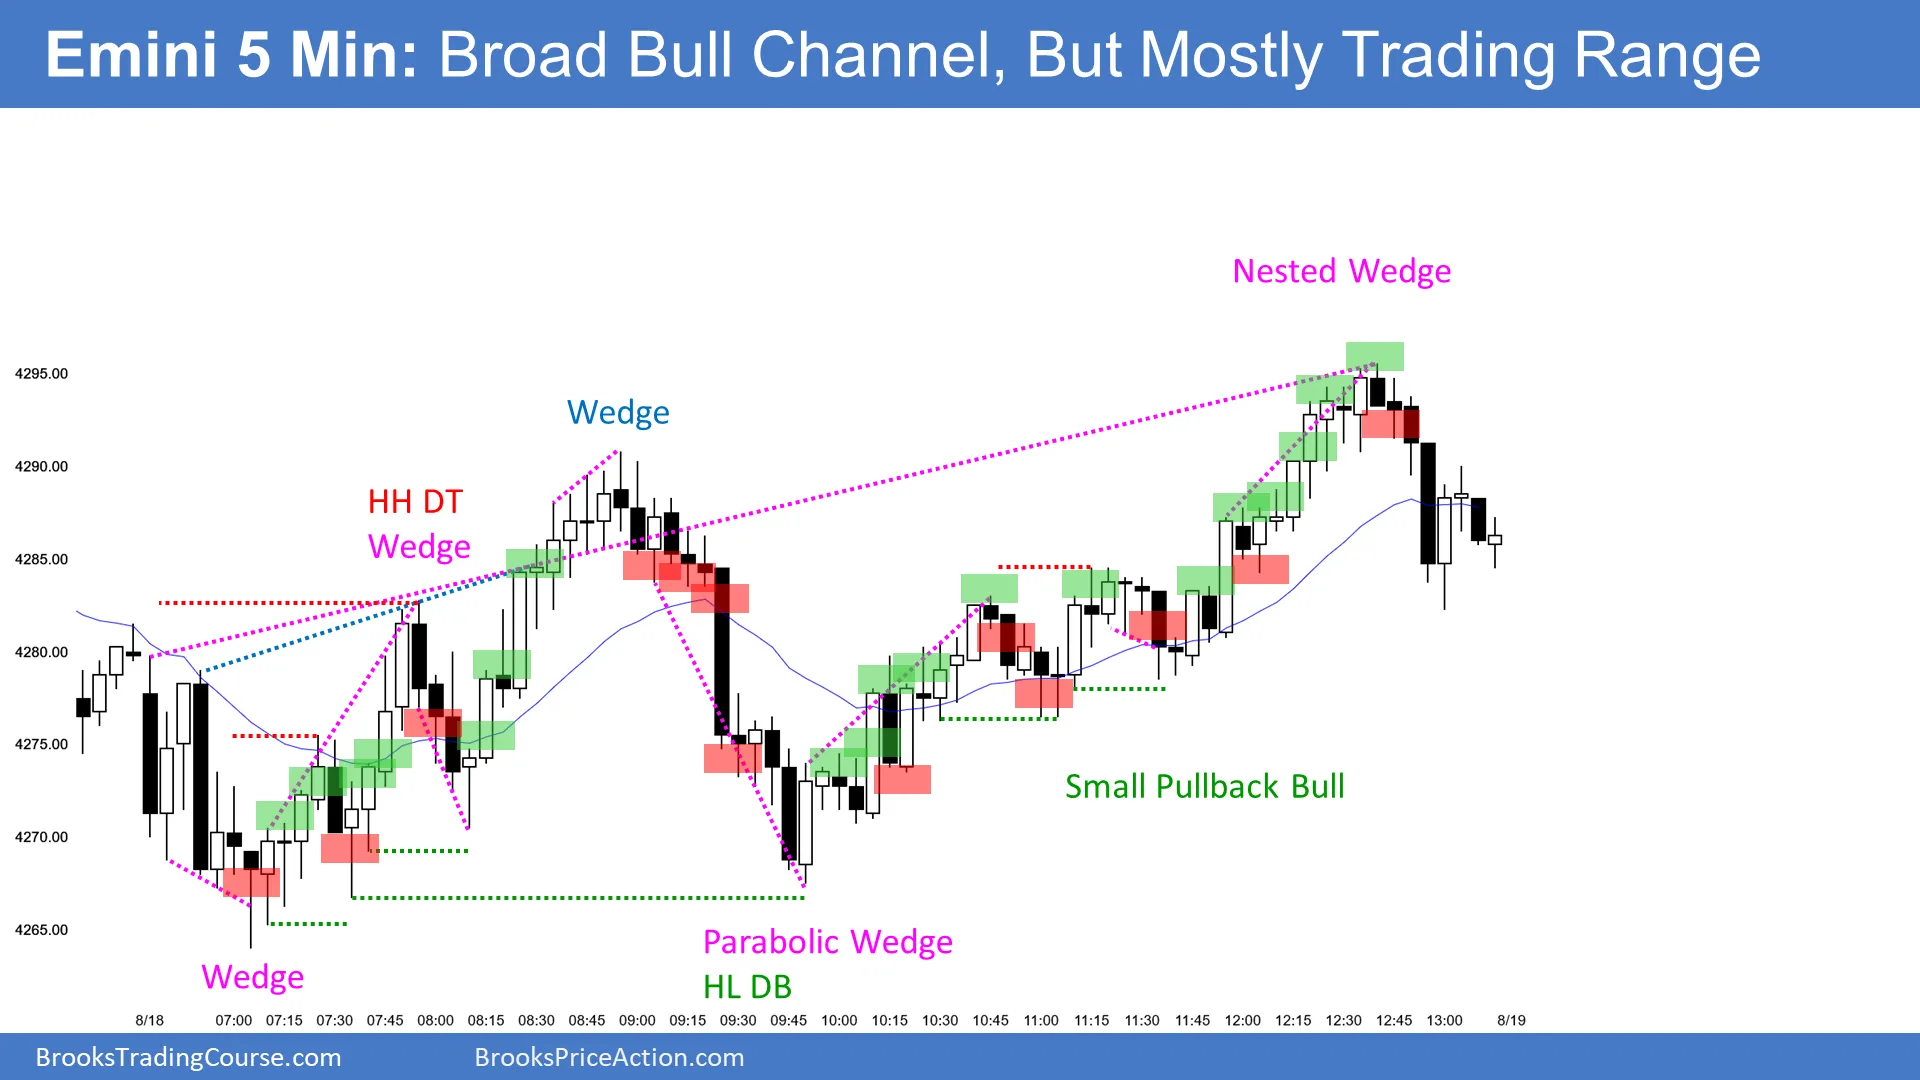 Emini 5 Min: Broad Bull Channel, But Mostly Trading Range
Nested Wedge
4295.00
Wedge
4290.00
HH DT
Wedge
4285.00
4280.00
4275.00
Small Pullback Bull
4270.00
4265.00
Parabolic Wedge
Wedge
HL DB
8/18 07:00 07:15 07:30 07:45 08:00 08:15 08:30 08:45 09:00 09:15 09:30 09:45 10:00 10:15 10:30 10:45 11:00 11:15 11:30 11:45 12:00 12:15 12:30 12:45 13:00 8/19
BrooksTradingCourse.com BrooksPriceAction.com